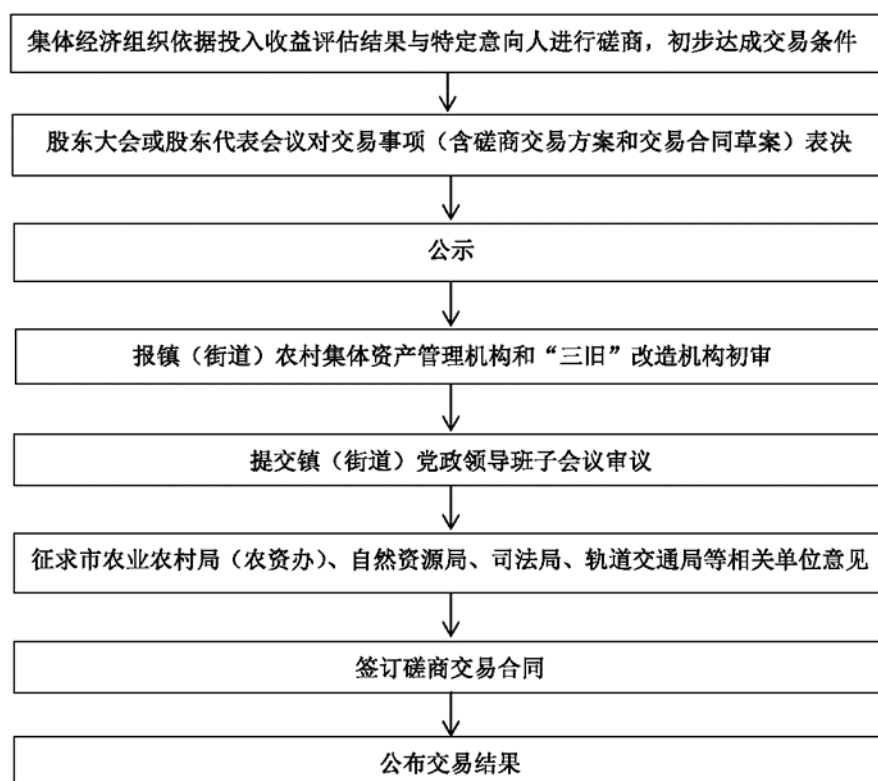 集体经济组织依据投入收益评估结果与特定意向人进行磋商，初步达成交易条件
股东大会或股东代表会议对交易事项（含磋商交易方案和交易合同草案）表决
公示
报镇（街道）农村集体资产管理机构和“三旧”改造机构初审
提交镇（街道）党政领导班子会议审议
征求市农业农村局（农资办）、自然资源局、司法局、轨道交通局等相关单位意见
签订磋商交易合同
公布交易结果